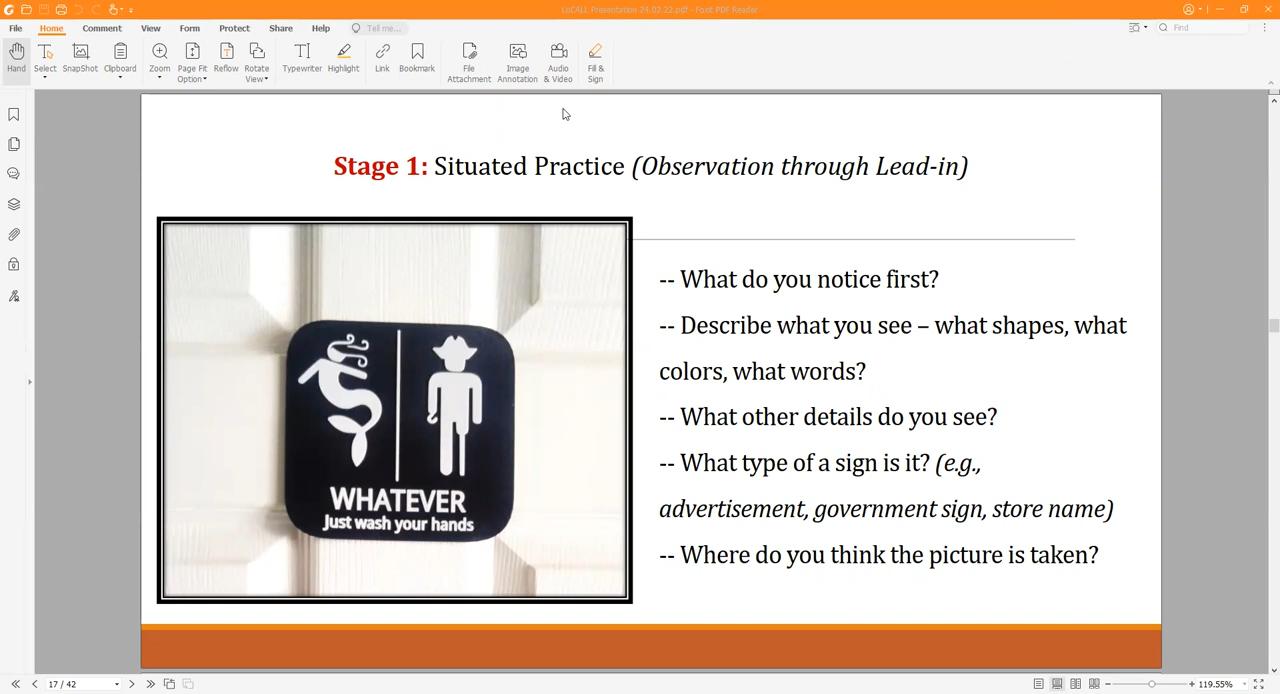 LoCALL Presentation 24.02.22.pdf - Foxit PDF Reader
File Home Comment View Form Protect Share Help Tell me... Find
Hand Select SnapShot Clipboard Zoom Page Fit Option Reflow Rotate View Typewriter Highlight Link Bookmark File Attachment Image Annotation Audio & Video Fill & Sign
Stage 1: Situated Practice (Observation through Lead-in)
WHATEVER
Just wash your hands
-- What do you notice first?
-- Describe what you see – what shapes, what
colors, what words?
-- What other details do you see?
-- What type of a sign is it? (e.g.,
advertisement, government sign, store name)
-- Where do you think the picture is taken?
17 / 42
119.55%